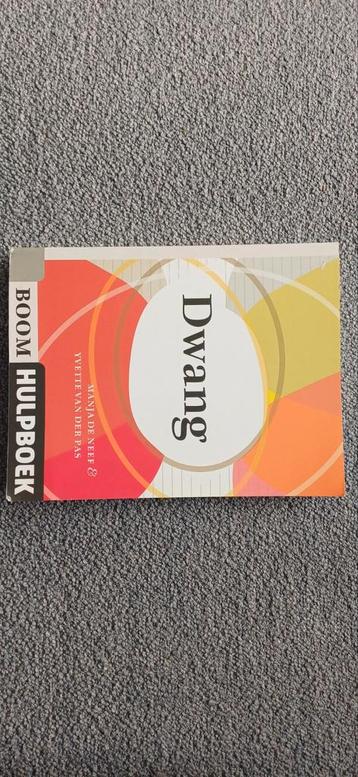 Dwang
MANJA DE NEEF &
YVETTE VAN DER PAS
BOOM HULPBOEK